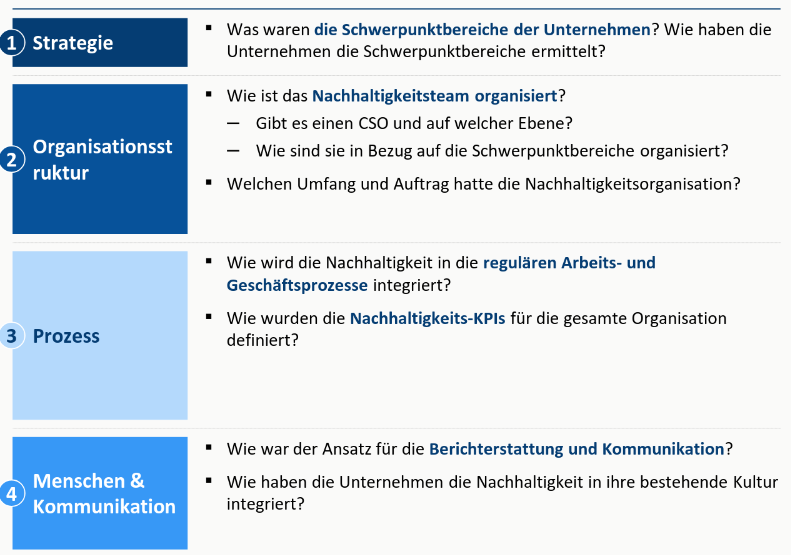 1 Strategie
▪ Was waren die Schwerpunktbereiche der Unternehmen? Wie haben die
Unternehmen die Schwerpunktbereiche ermittelt?
2 Organisationsst
ruktur
▪ Wie ist das Nachhaltigkeitsteam organisiert?
– Gibt es einen CSO und auf welcher Ebene?
– Wie sind sie in Bezug auf die Schwerpunktbereiche organisiert?
▪ Welchen Umfang und Auftrag hatte die Nachhaltigkeitsorganisation?
3 Prozess
▪ Wie wird die Nachhaltigkeit in die regulären Arbeits- und
Geschäftsprozesse integriert?
▪ Wie wurden die Nachhaltigkeits-KPIs für die gesamte Organisation
definiert?
4 Menschen &
Kommunikation
▪ Wie war der Ansatz für die Berichterstattung und Kommunikation?
▪ Wie haben die Unternehmen die Nachhaltigkeit in ihre bestehende Kultur
integriert?